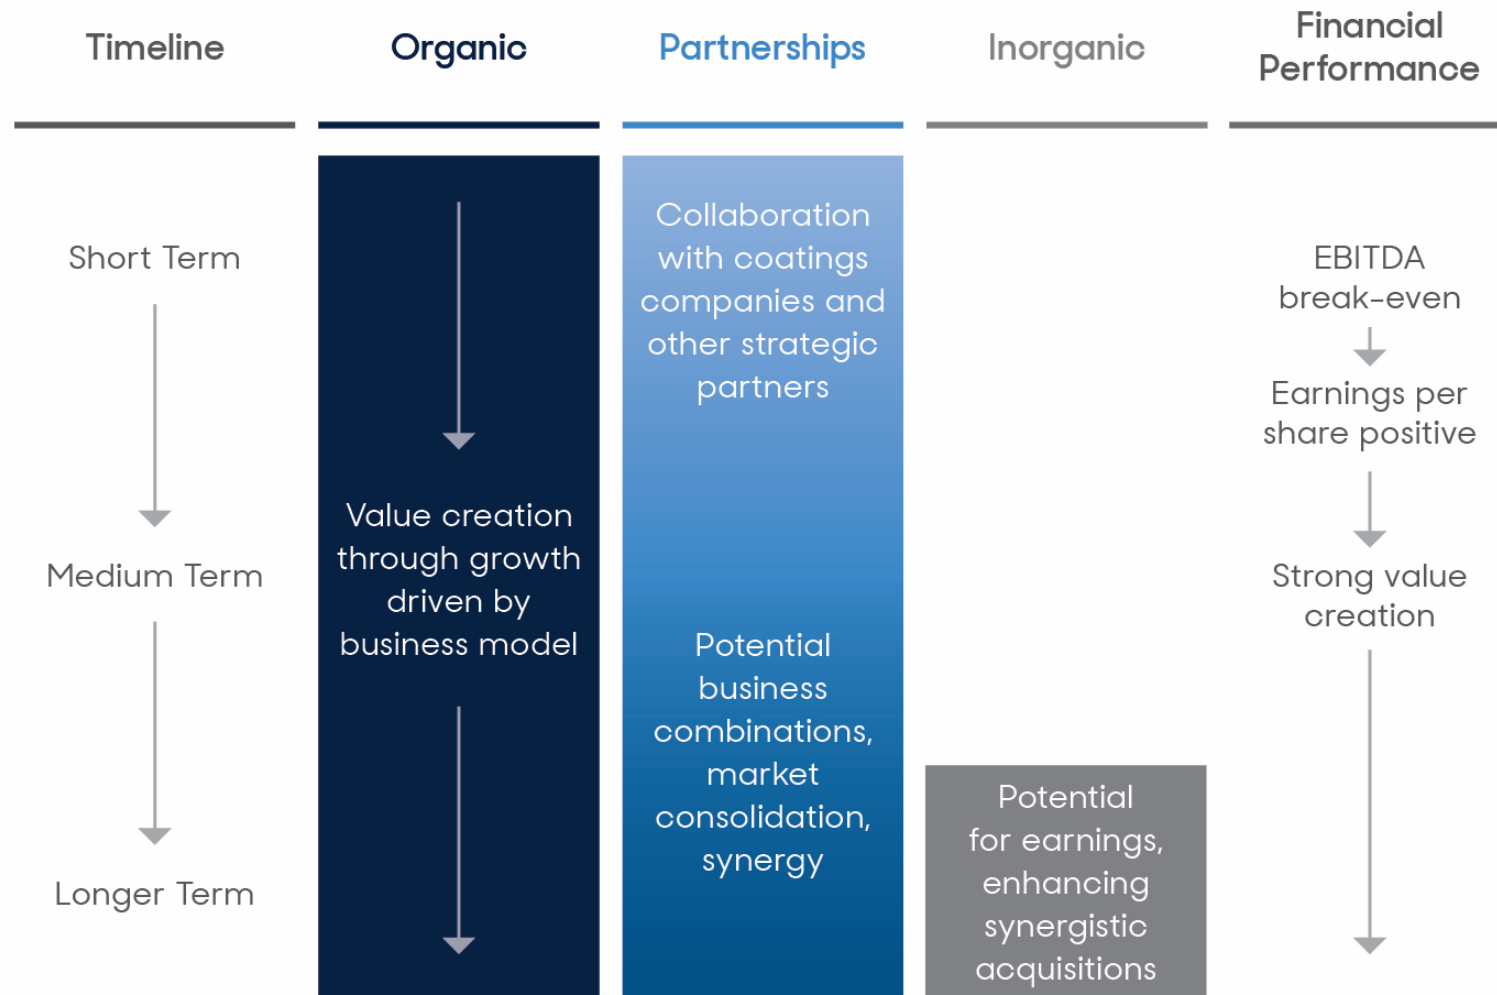 Timeline
Organic
Partnerships
Inorganic
Financial
Performance
Short Term
Medium Term
Longer Term
Value creation
through growth
driven by
business model
Collaboration
with coatings
companies and
other strategic
partners
Potential
business
combinations,
market
consolidation,
synergy
Potential
for earnings,
enhancing
synergistic
acquisitions
EBITDA
break-even
Earnings per
share positive
Strong value
creation